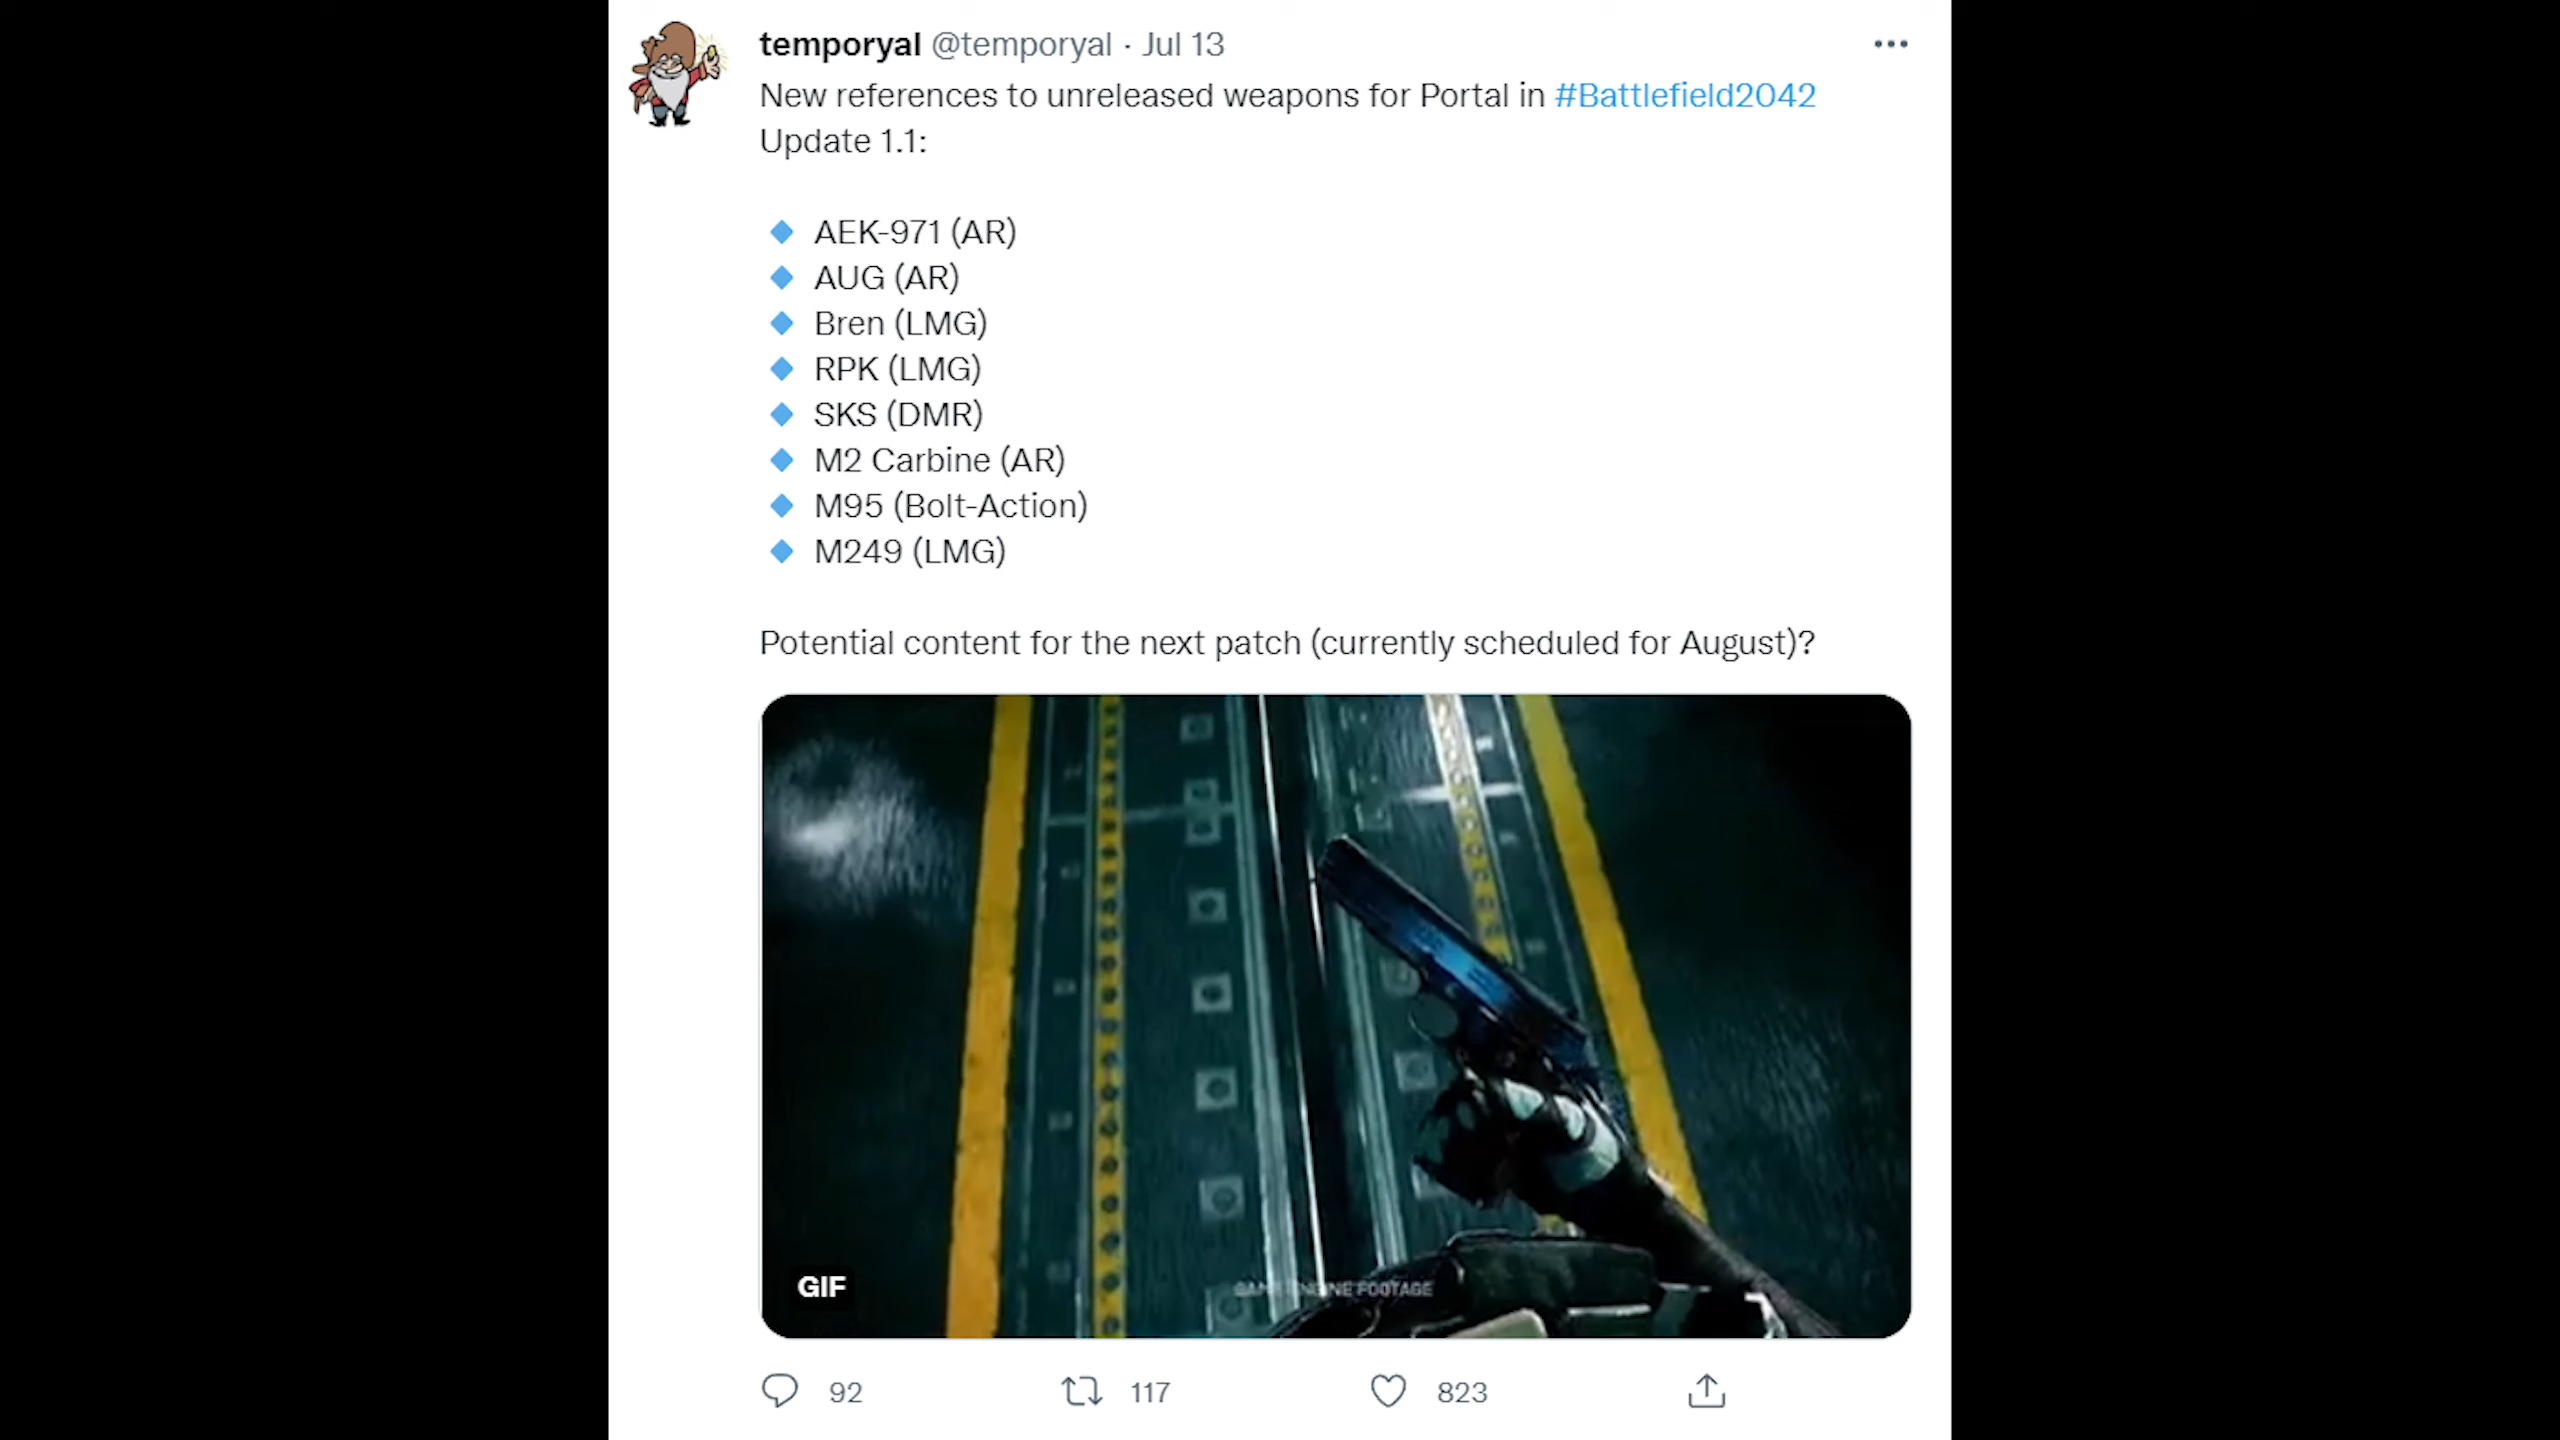 temporyal @temporyal · Jul 13
New references to unreleased weapons for Portal in #Battlefield2042
Update 1.1:
AEK-971 (AR)
AUG (AR)
Bren (LMG)
RPK (LMG)
SKS (DMR)
M2 Carbine (AR)
M95 (Bolt-Action)
M249 (LMG)
Potential content for the next patch (currently scheduled for August)?
GAME ENGINE FOOTAGE
GIF
92 117 823